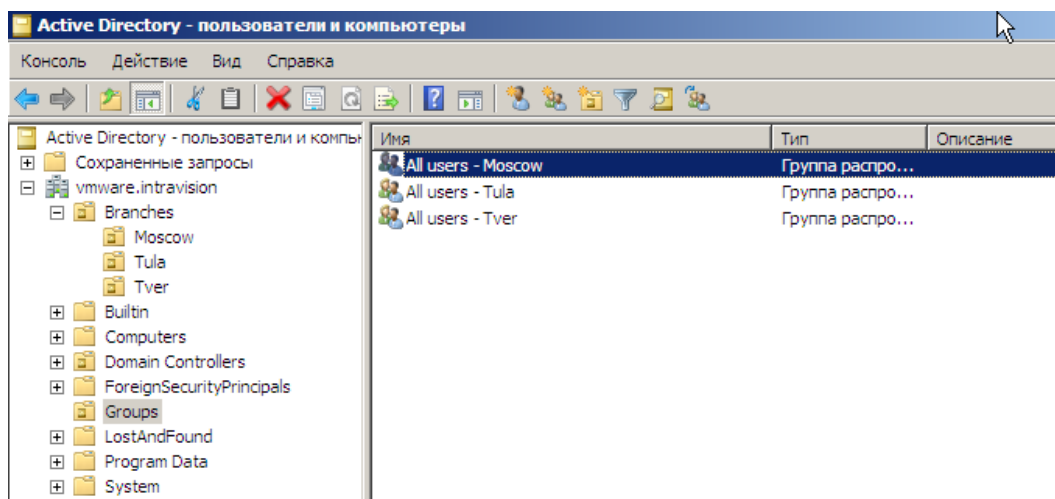 Active Directory - пользователи и компьютеры
Консоль Действие Вид Справка
Active Directory - пользователи и компь
Сохраненные запросы
vmware.intravision
Branches
Moscow
Tula
Tver
Builtin
Computers
Domain Controllers
ForeignSecurityPrincipals
Groups
LostAndFound
Program Data
System
Имя Тип Описание
All users - Moscow Группа распро...
All users - Tula Группа распро...
All users - Tver Группа распро...